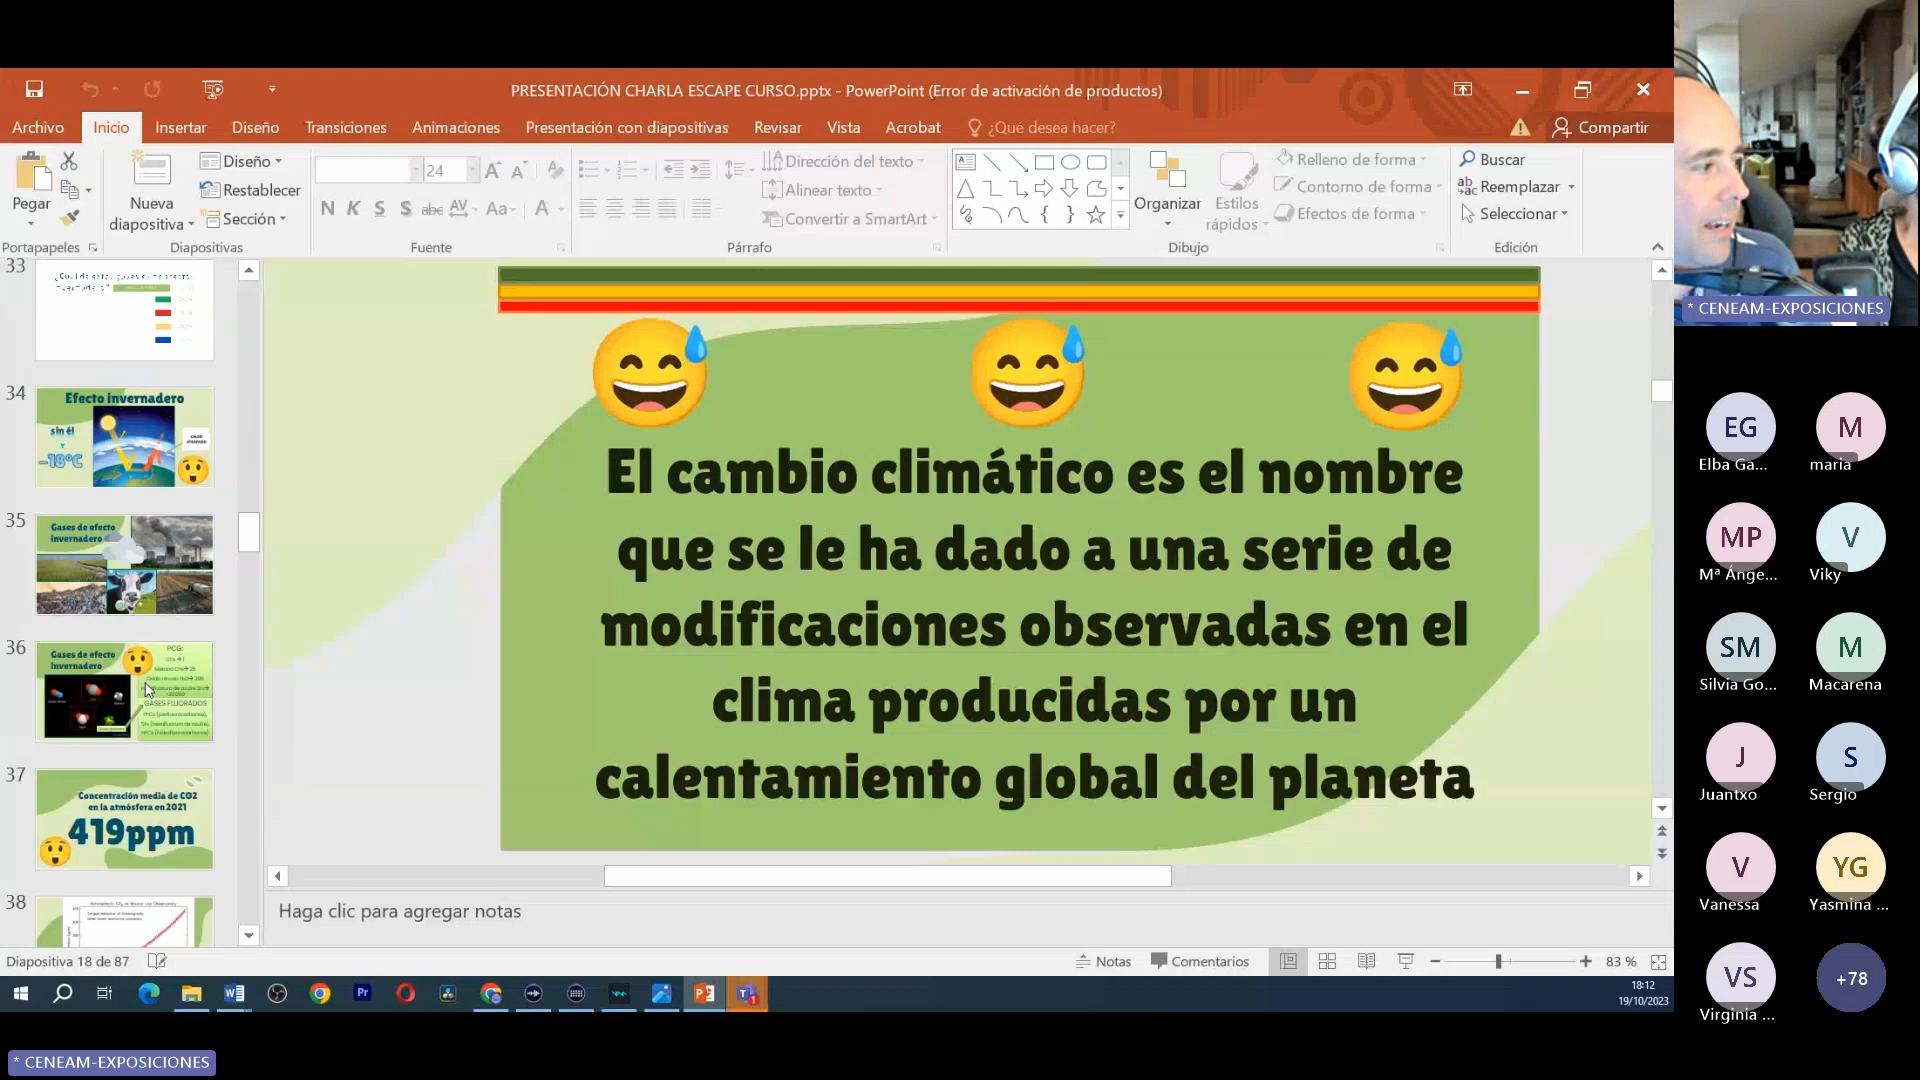 PRESENTACIÓN CHARLA ESCAPE CURSO.pptx - PowerPoint (Error de activación de productos)
Archivo Inicio Insertar Diseño Transiciones Animaciones Presentación con diapositivas Revisar Vista Acrobat ¿Qué desea hacer? Compartir
Pegar
Portapapeles
Nueva diapositiva
Diseño
Restablecer
Sección
Diapositivas
24
N K S S abc AV Aa A
Fuente
Dirección del texto
Alinear texto
Convertir a SmartArt
Párrafo
Organizar
Estilos rápidos
Relleno de forma
Contorno de forma
Efectos de forma
Dibujo
Buscar
Reemplazar
Seleccionar
Edición
33
34
Efecto invernadero
sin él
-18ºC
35
Gases de efecto
invernadero
36
Gases de efecto
invernadero
PCG:
GASES FLUORADOS
37
Concentración media de CO2
en la atmósfera en 2021
419ppm
38
El cambio climático es el nombre
que se le ha dado a una serie de
modificaciones observadas en el
clima producidas por un
calentamiento global del planeta
Haga clic para agregar notas
Diapositiva 18 de 87
Notas Comentarios 83 %
18:12
19/10/2023
* CENEAM-EXPOSICIONES
EG
Elba Ga...
M
maria
MP
Mª Ánge...
V
Viky
SM
Silvia Go...
M
Macarena
J
Juantxo
S
Sergio
V
Vanessa
YG
Yasmina ...
VS
Virginia ...
+78
* CENEAM-EXPOSICIONES